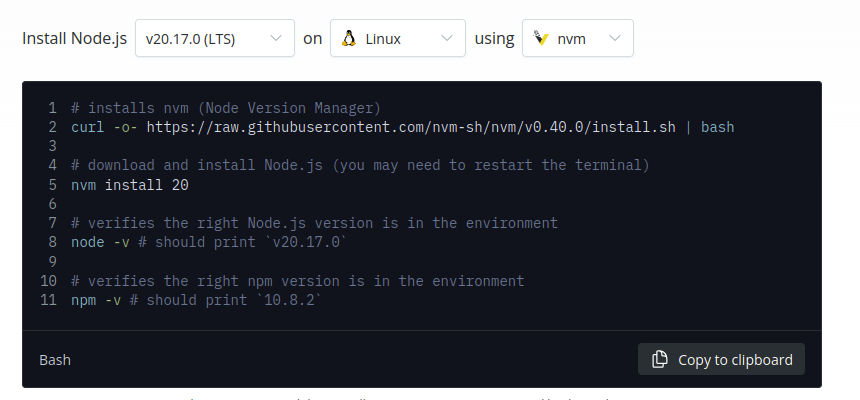 Install Node.js v20.17.0 (LTS) on Linux using nvm
1 # installs nvm (Node Version Manager)
2 curl -o- https://raw.githubusercontent.com/nvm-sh/nvm/v0.40.0/install.sh | bash
3
4 # download and install Node.js (you may need to restart the terminal)
5 nvm install 20
6
7 # verifies the right Node.js version is in the environment
8 node -v # should print `v20.17.0`
9
10 # verifies the right npm version is in the environment
11 npm -v # should print `10.8.2`
Bash Copy to clipboard